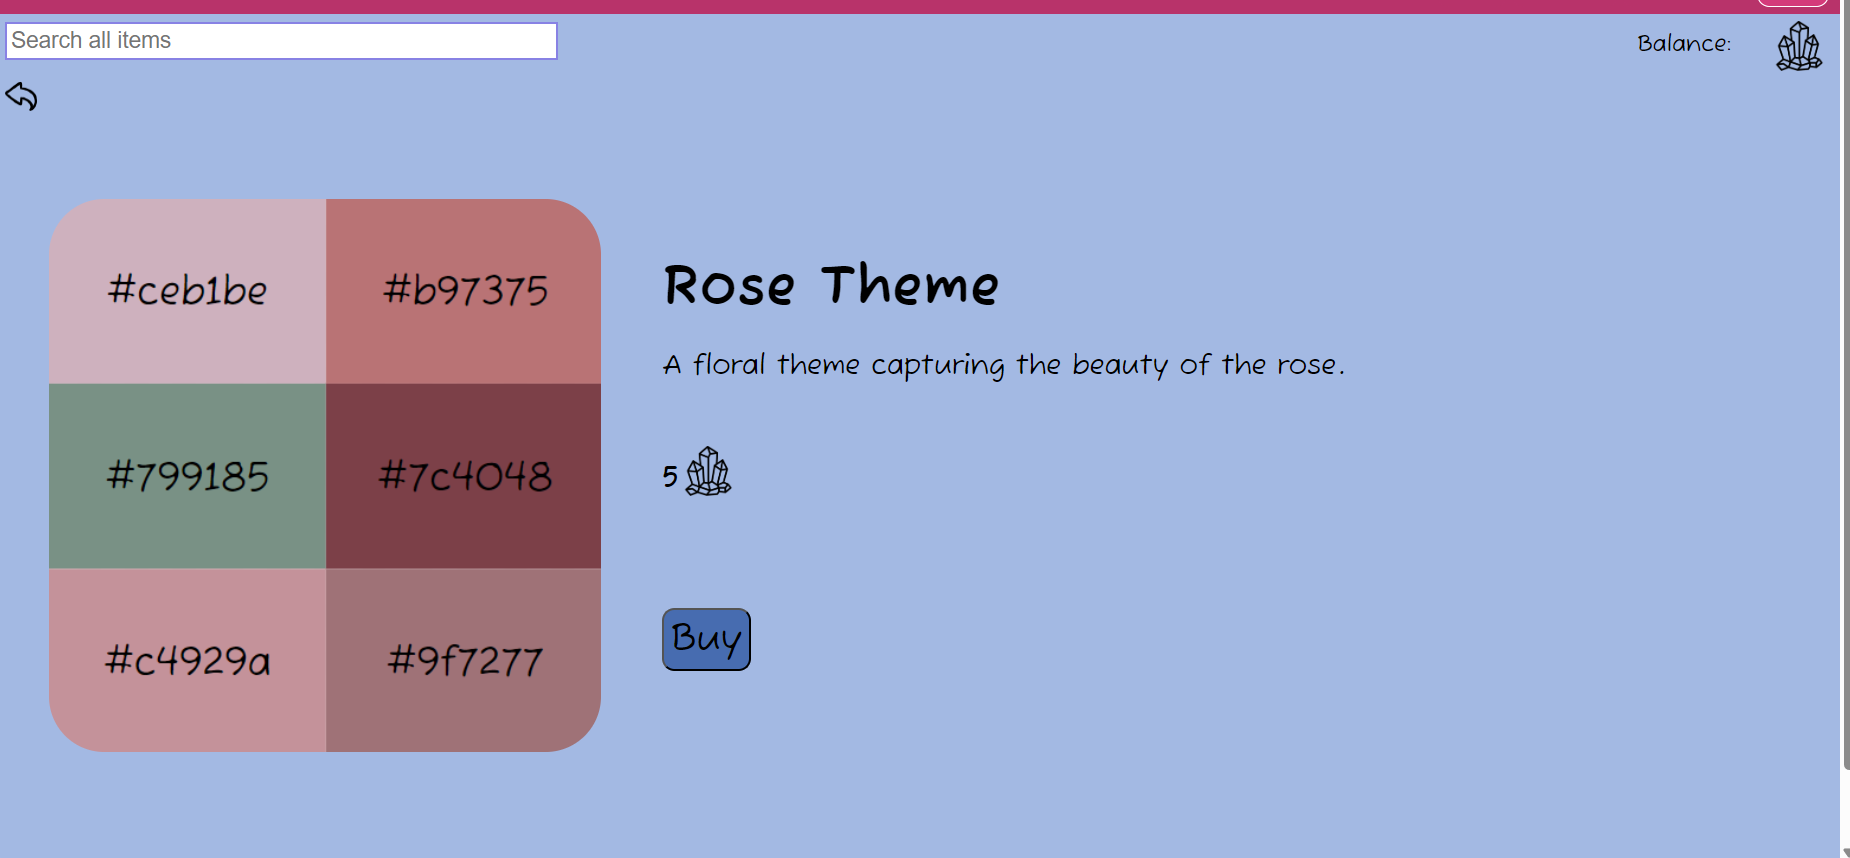 Search all items
Balance:
#ceb1be #b97375
#799185 #7c4048
#c4929a #9f7277
Rose Theme
A floral theme capturing the beauty of the rose.
5
Buy